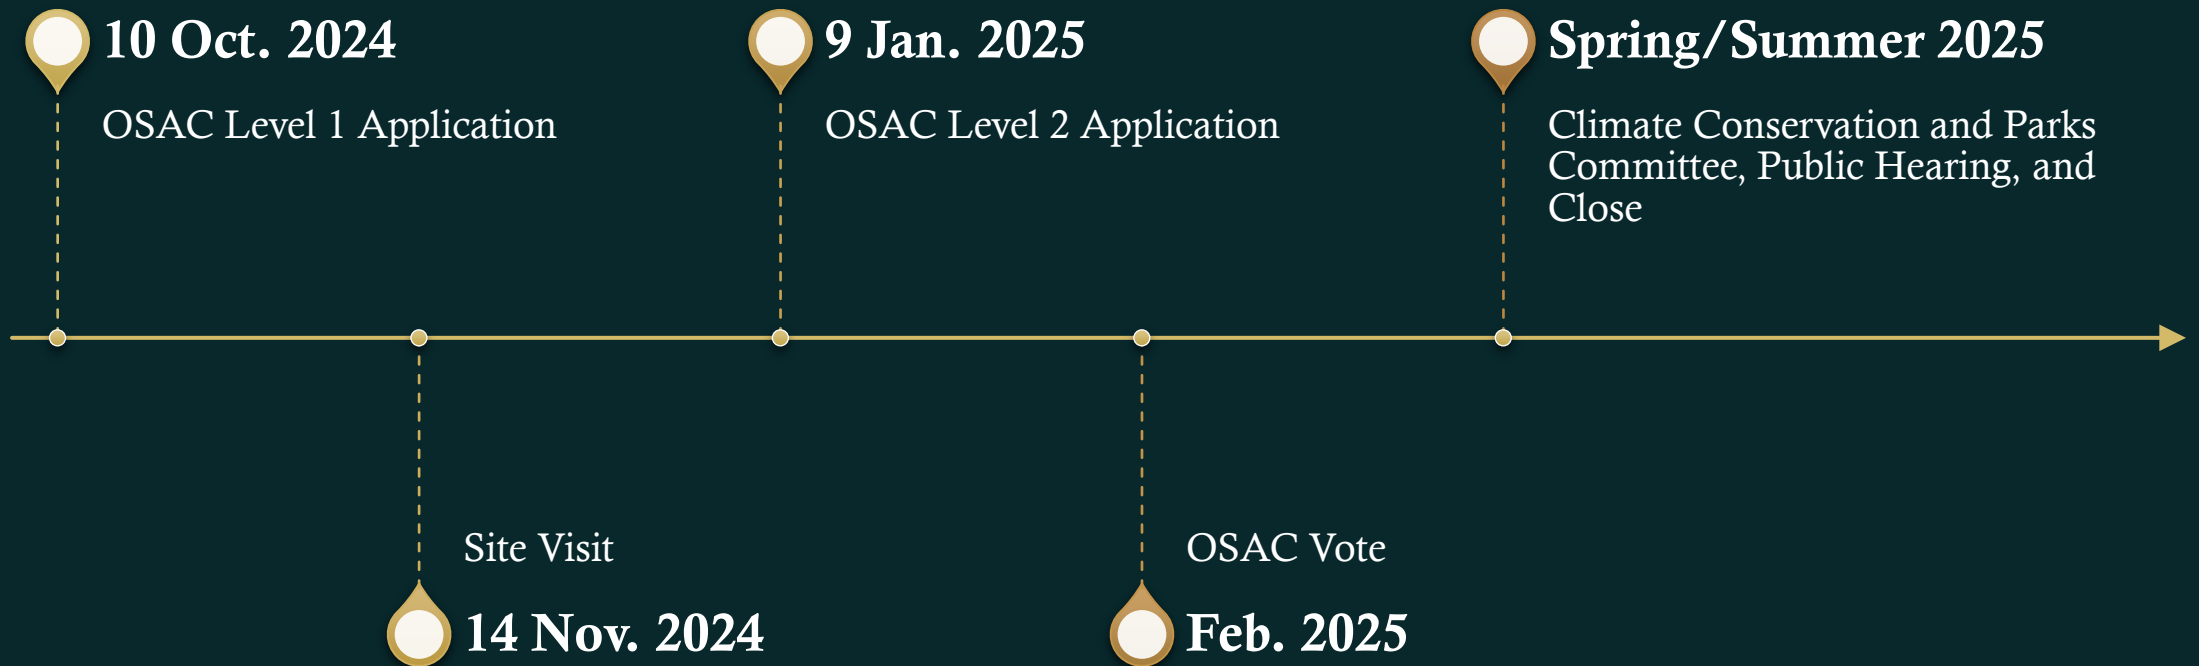 10 Oct. 2024
OSAC Level 1 Application
9 Jan. 2025
OSAC Level 2 Application
Spring/Summer 2025
Climate Conservation and Parks
Committee, Public Hearing, and
Close
Site Visit
14 Nov. 2024
OSAC Vote
Feb. 2025